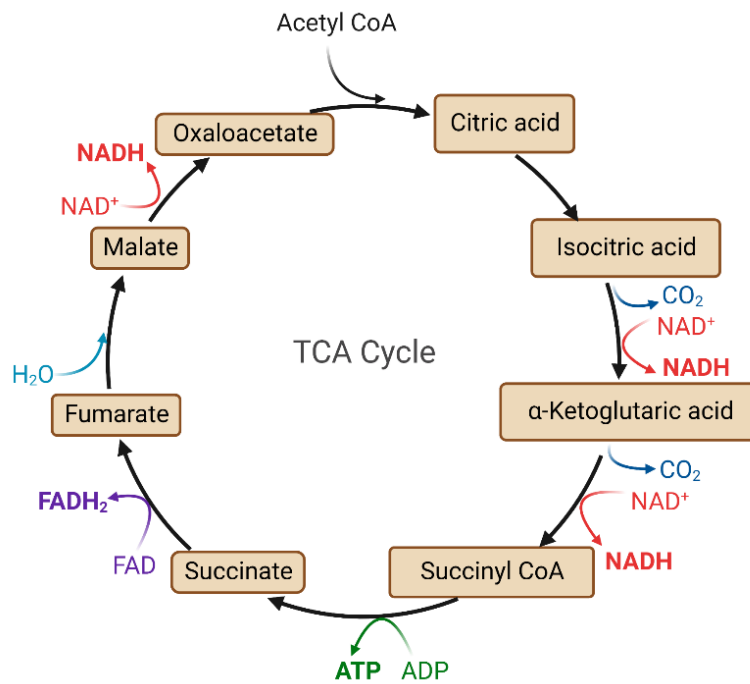 Acetyl CoA
Oxaloacetate
Citric acid
NADH
NAD⁺
Malate
Isocitric acid
CO₂
NAD⁺
NADH
TCA Cycle
H₂O
Fumarate
α-Ketoglutaric acid
CO₂
NAD⁺
NADH
FADH₂
FAD
Succinate
Succinyl CoA
ATP
ADP